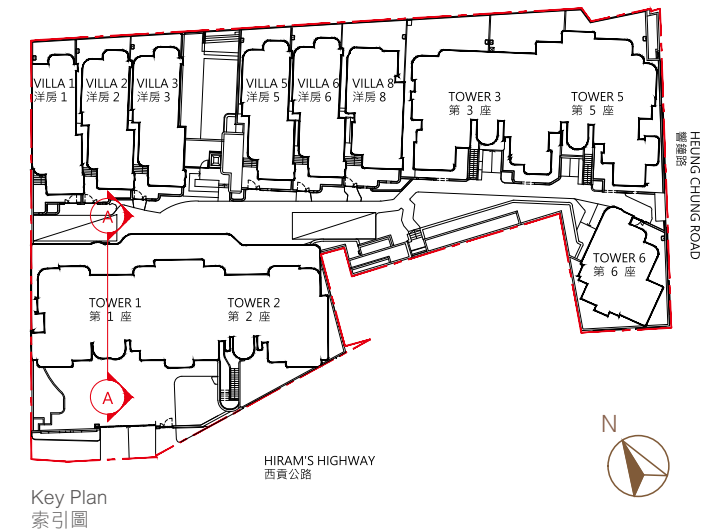 VILLA 1
洋房 1
VILLA 2
洋房 2
VILLA 3
洋房 3
VILLA 5
洋房 5
VILLA 6
洋房 6
VILLA 8
洋房 8
TOWER 3
第 3 座
TOWER 5
第 5 座
HEUNG CHUNG ROAD
響鐘路
A
TOWER 6
第 6 座
TOWER 1
第 1 座
TOWER 2
第 2 座
A
N
HIRAM'S HIGHWAY
西貢公路
Key Plan
索引圖